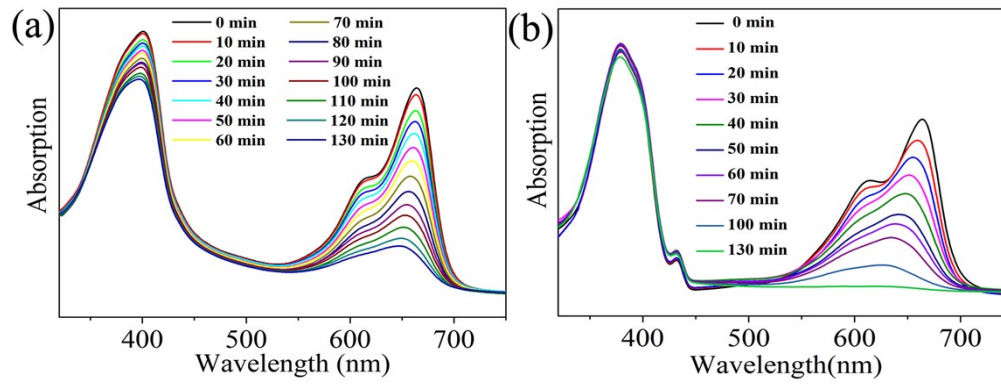 (a)
0 min 70 min
10 min 80 min
20 min 90 min
30 min 100 min
40 min 110 min
50 min 120 min
60 min 130 min
Absorption
400 500 600 700
Wavelength (nm)
(b)
0 min
10 min
20 min
30 min
40 min
50 min
60 min
70 min
100 min
130 min
Absorption
400 500 600 700
Wavelength(nm)